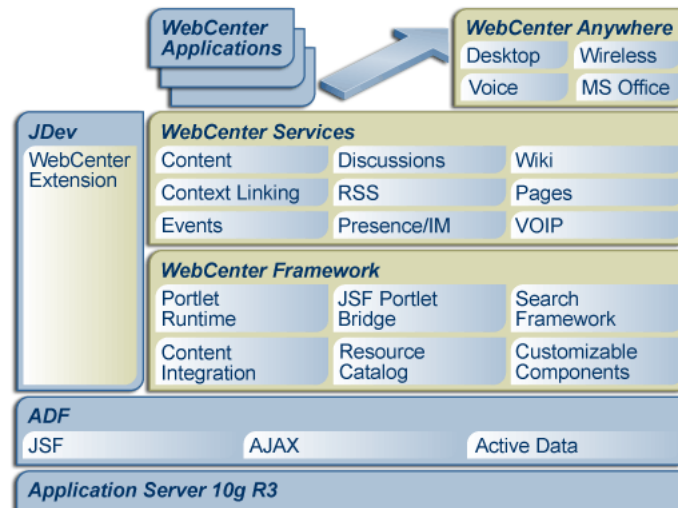 WebCenter
Applications
WebCenter Anywhere
Desktop
Wireless
Voice
MS Office
JDev
WebCenter
Extension
WebCenter Services
Content
Discussions
Wiki
Context Linking
RSS
Pages
Events
Presence/IM
VOIP
WebCenter Framework
Portlet
Runtime
JSF Portlet
Bridge
Search
Framework
Content
Integration
Resource
Catalog
Customizable
Components
ADF
JSF
AJAX
Active Data
Application Server 10g R3